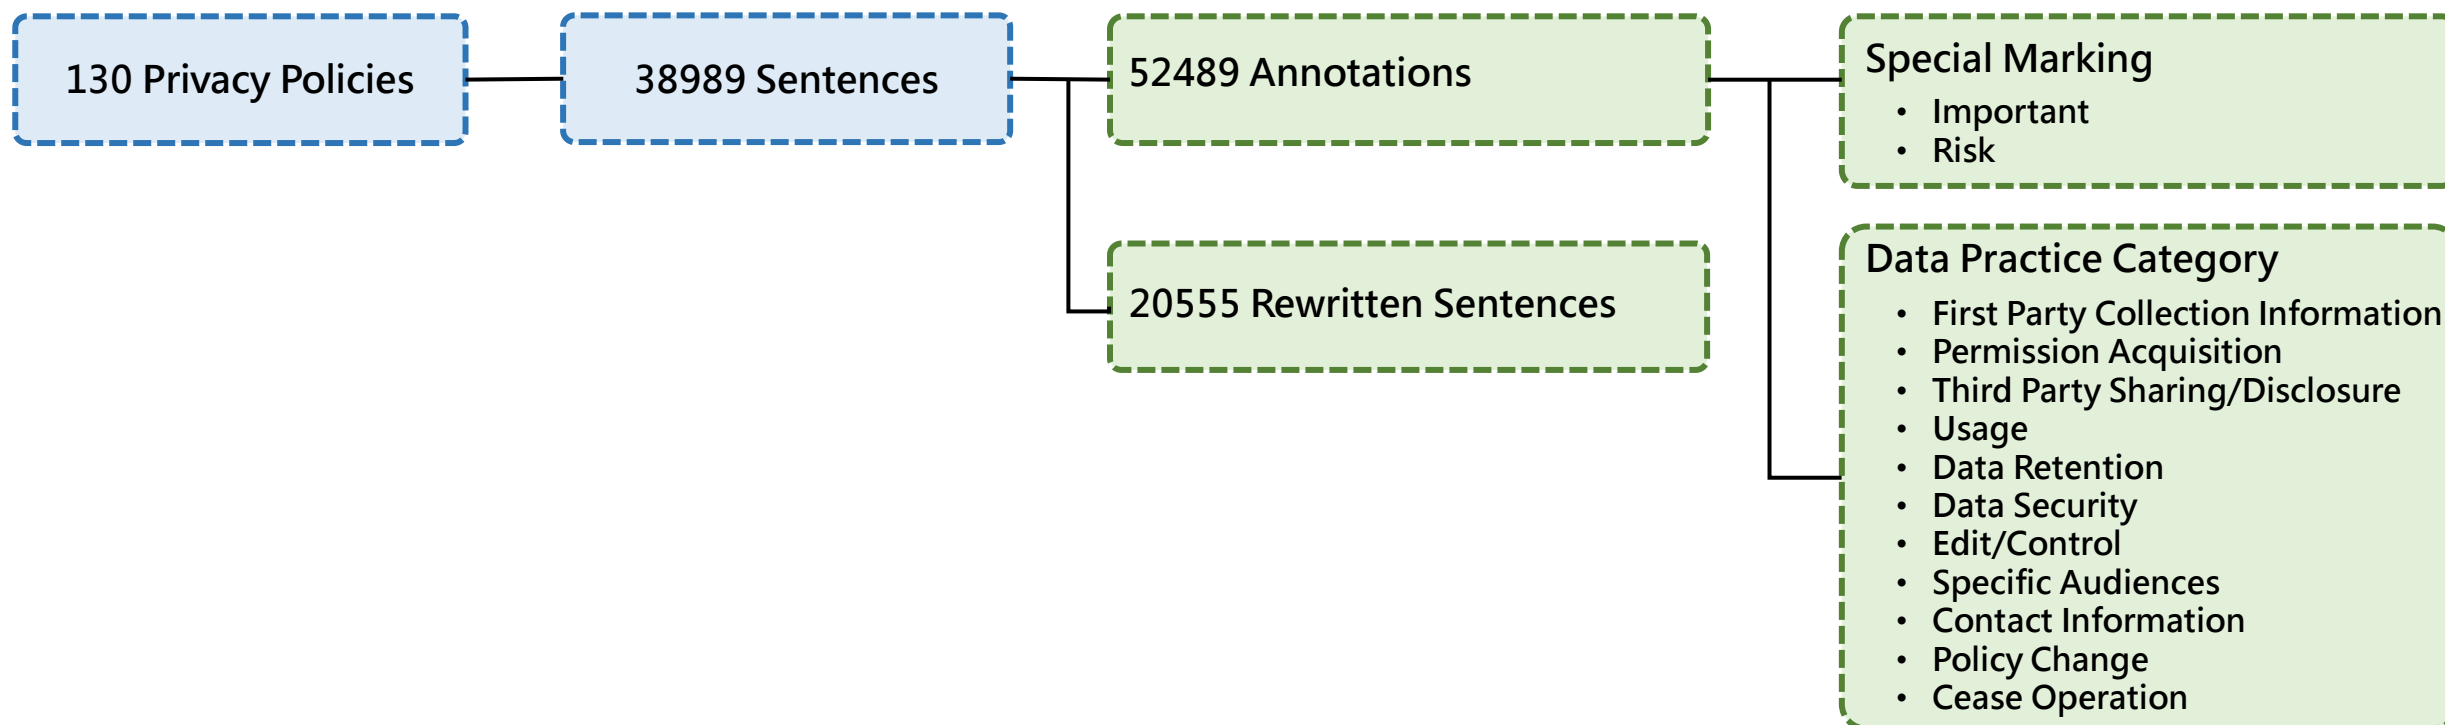 130 Privacy Policies
38989 Sentences
52489 Annotations
20555 Rewritten Sentences
Special Marking
• Important
• Risk
Data Practice Category
• First Party Collection Information
• Permission Acquisition
• Third Party Sharing/Disclosure
• Usage
• Data Retention
• Data Security
• Edit/Control
• Specific Audiences
• Contact Information
• Policy Change
• Cease Operation